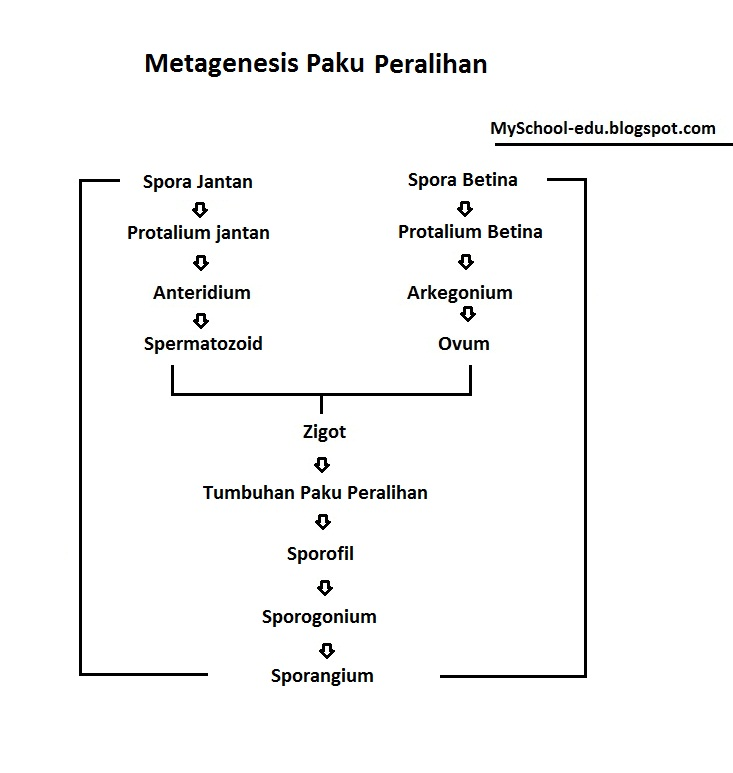 Metagenesis Paku Peralihan
MySchool-edu.blogspot.com
Spora Jantan
Spora Betina
Protalium jantan
Protalium Betina
Anteridium
Arkegonium
Spermatozoid
Ovum
Zigot
Tumbuhan Paku Peralihan
Sporofil
Sporogonium
Sporangium